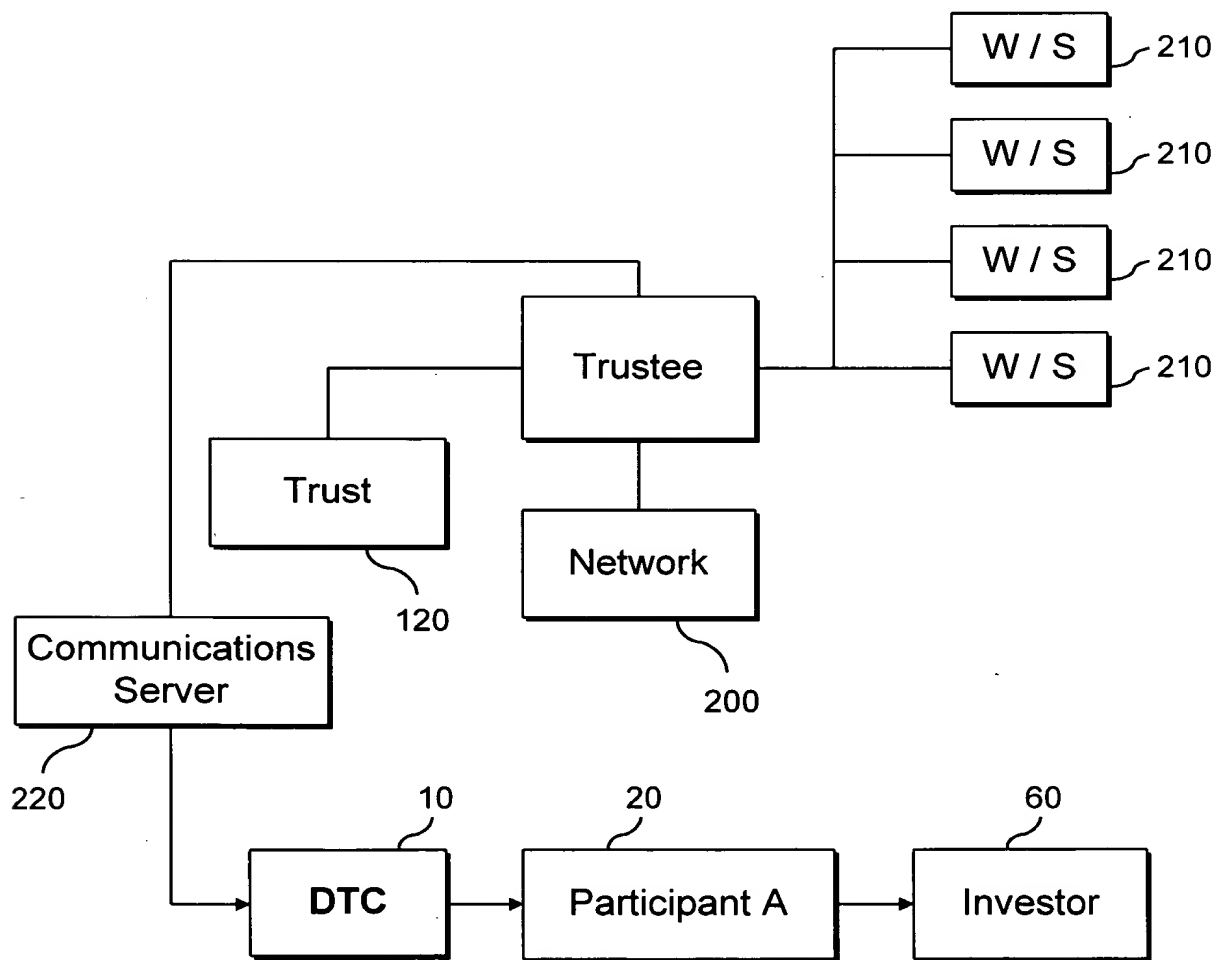 W / S
210
W / S
210
W / S
210
Trustee
W / S
210
Trust
Network
120
Communications
Server
200
220
10
20
60
DTC
Participant A
Investor